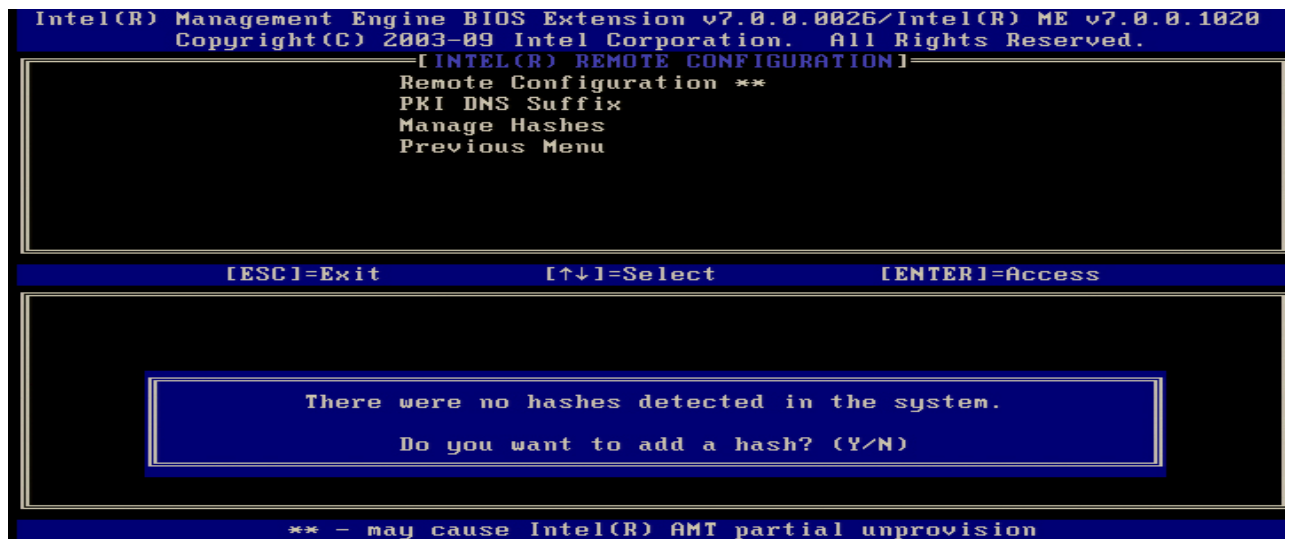 Intel(R) Management Engine BIOS Extension v7.0.0.0026/Intel(R) ME v7.0.0.1020
Copyright(C) 2003-09 Intel Corporation. All Rights Reserved.
[INTEL(R) REMOTE CONFIGURATION]
Remote Configuration **
PKI DNS Suffix
Manage Hashes
Previous Menu
[ESC]=Exit [↑↓]=Select [ENTER]=Access
There were no hashes detected in the system.
Do you want to add a hash? (Y/N)
** - may cause Intel(R) AMT partial unprovision